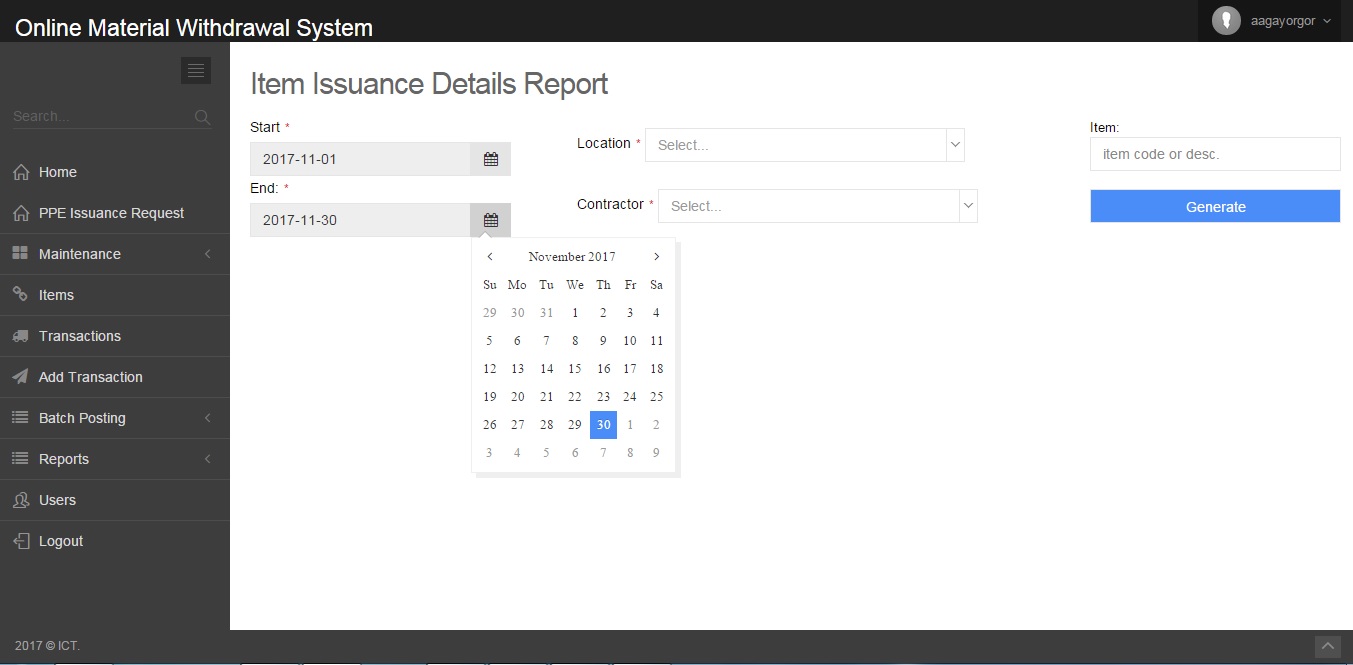 Online Material Withdrawal System
aagayorgor
Search...
Home
PPE Issuance Request
Maintenance
Items
Transactions
Add Transaction
Batch Posting
Reports
Users
Logout
Item Issuance Details Report
Start *
2017-11-01
End: *
2017-11-30
Location * Select...
Contractor * Select...
Item:
item code or desc.
Generate
November 2017
Su Mo Tu We Th Fr Sa
29 30 31 1 2 3 4
5 6 7 8 9 10 11
12 13 14 15 16 17 18
19 20 21 22 23 24 25
26 27 28 29 30 1 2
3 4 5 6 7 8 9
2017 © ICT.